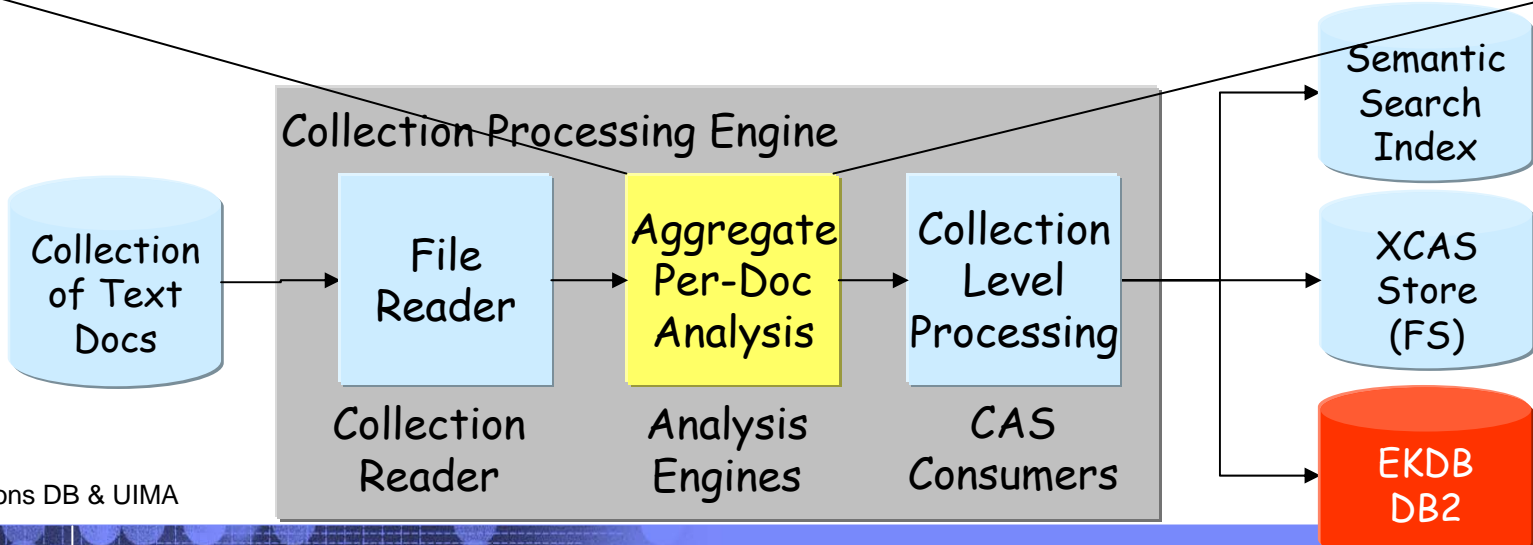 Collection Processing Engine
Collection
of Text
Docs
File
Reader
Aggregate
Per-Doc
Analysis
Collection
Level
Processing
Collection
Reader
Analysis
Engines
CAS
Consumers
Semantic
Search
Index
XCAS
Store
(FS)
EKDB
DB2
ons DB & UIMA